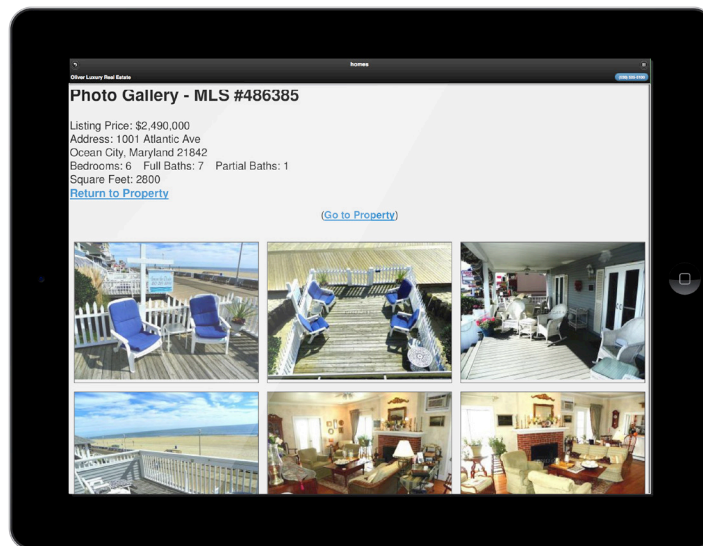 homes
Oliver Luxury Real Estate
Photo Gallery - MLS #486385
Listing Price: $2,490,000
Address: 1001 Atlantic Ave
Ocean City, Maryland 21842
Bedrooms: 6 Full Baths: 7 Partial Baths: 1
Square Feet: 2800
Return to Property
(Go to Property)